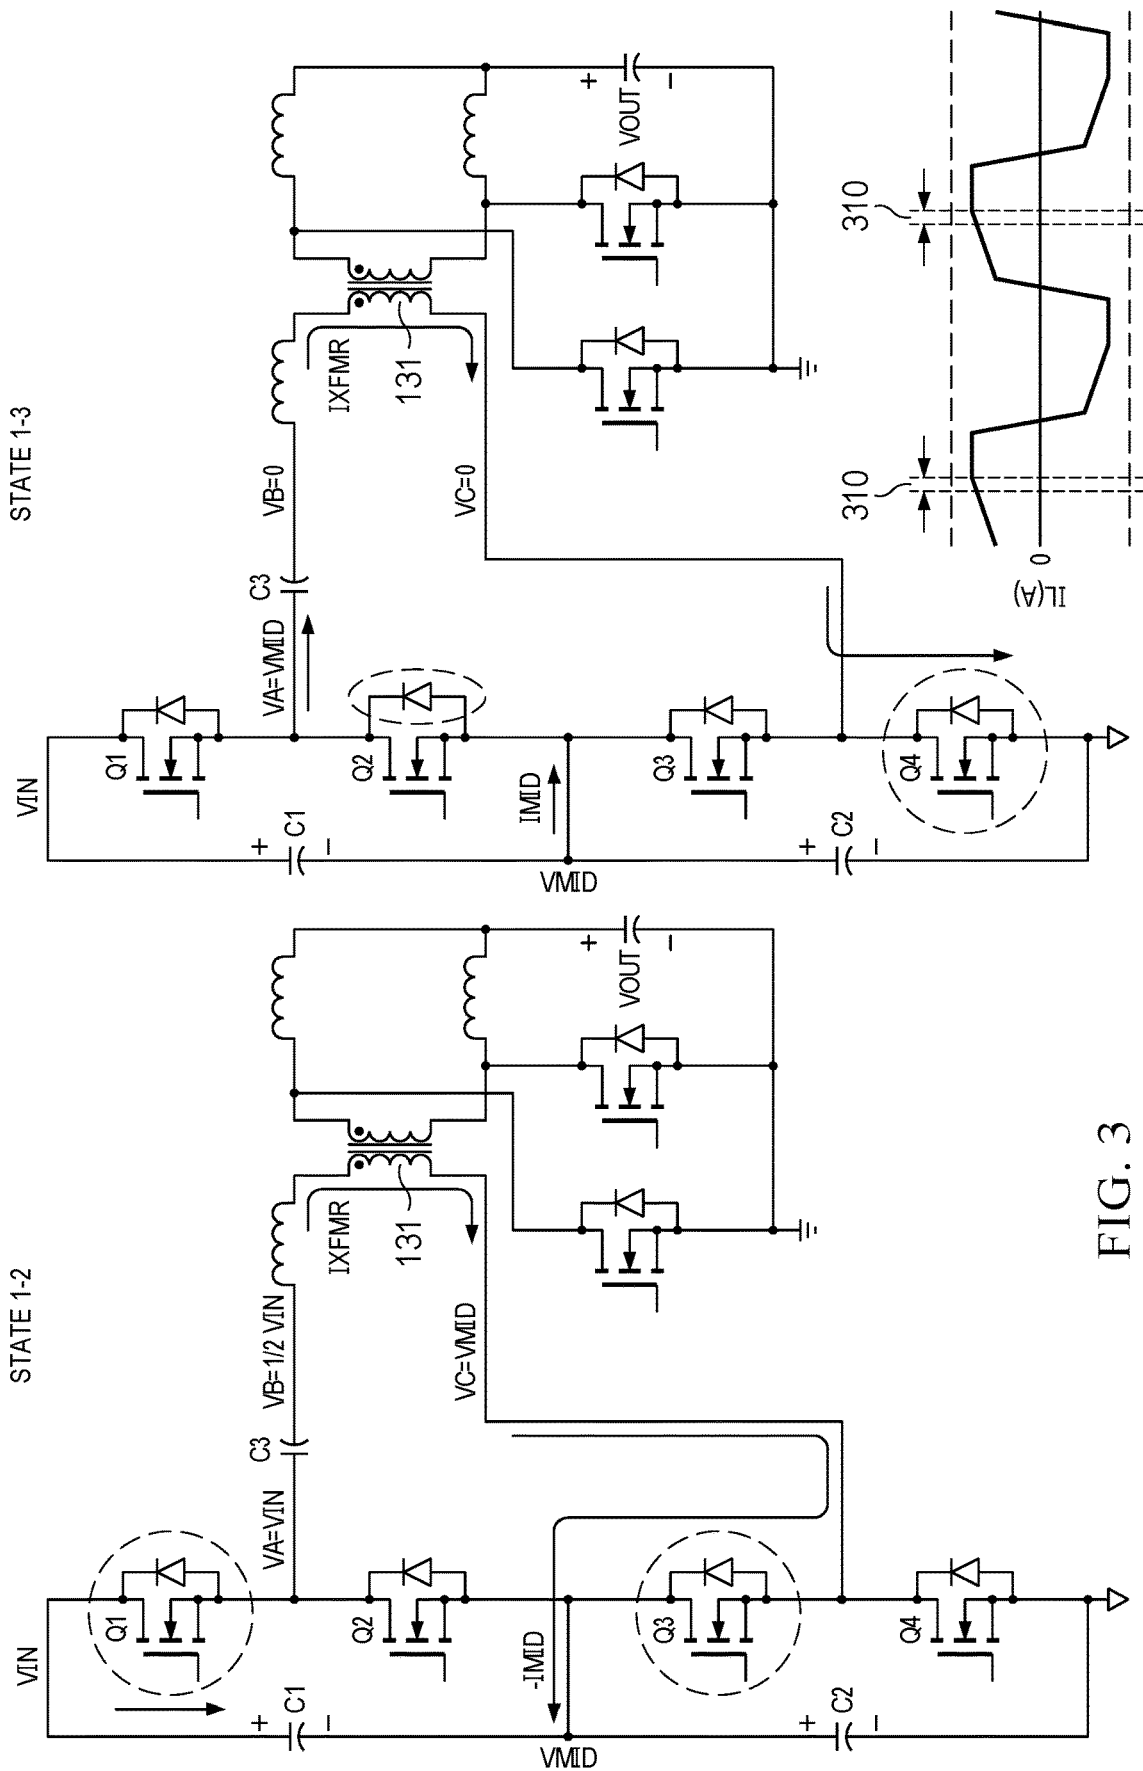 STATE 1-2
VIN
Q1
+
C1
−
VA=VIN
C3
VB=1/2 VIN
IXFMR
131
Q2
-IMID
VMID
VC=VMID
Q3
+
C2
−
Q4
+
VOUT
−
STATE 1-3
VIN
Q1
+
C1
−
VA=VMID
C3
VB=0
IXFMR
131
Q2
IMID
VMID
VC=0
Q3
+
C2
−
Q4
+
VOUT
−
310
310
IL(A)
0
FIG. 3